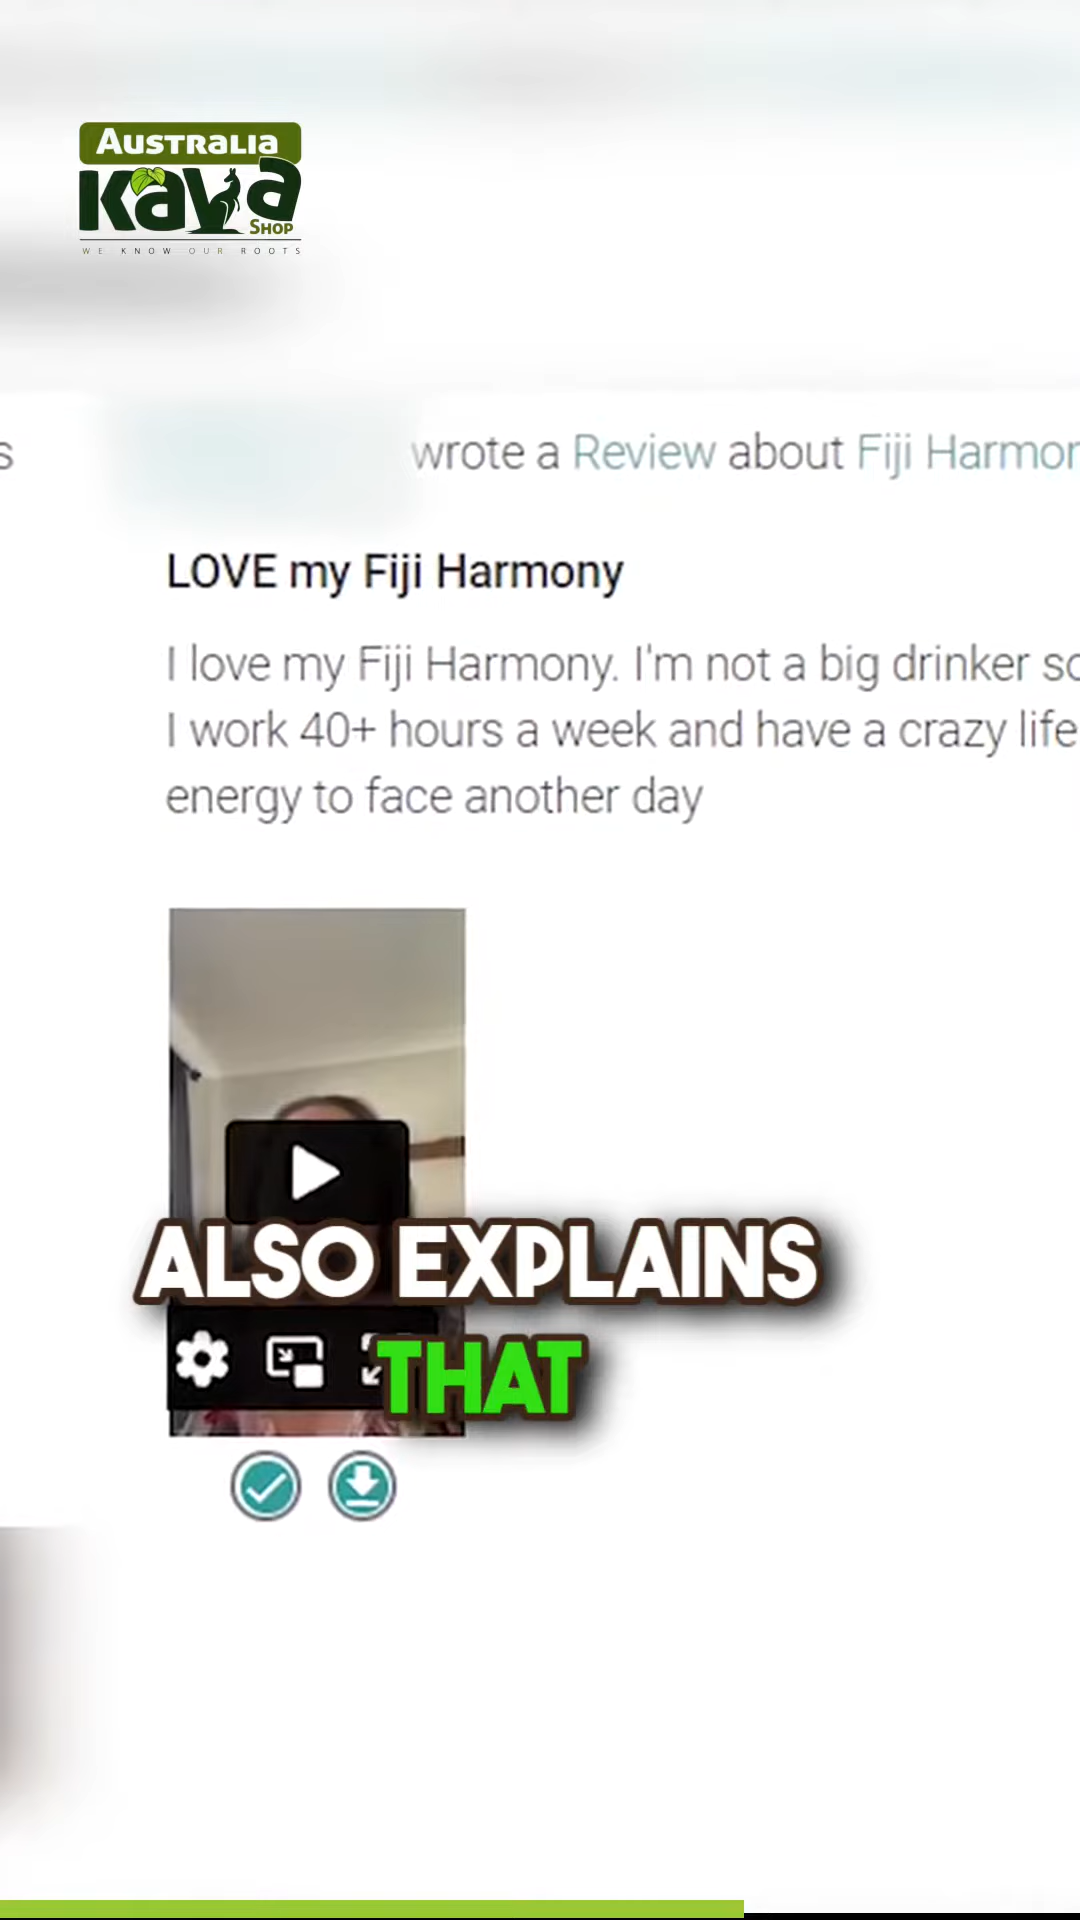 AUSTRALIA
Kava
SHOP
WE KNOW OUR ROOTS
s
wrote a Review about Fiji Harmon
LOVE my Fiji Harmony
I love my Fiji Harmony. I'm not a big drinker so
I work 40+ hours a week and have a crazy life
energy to face another day
ALSO EXPLAINS
THAT